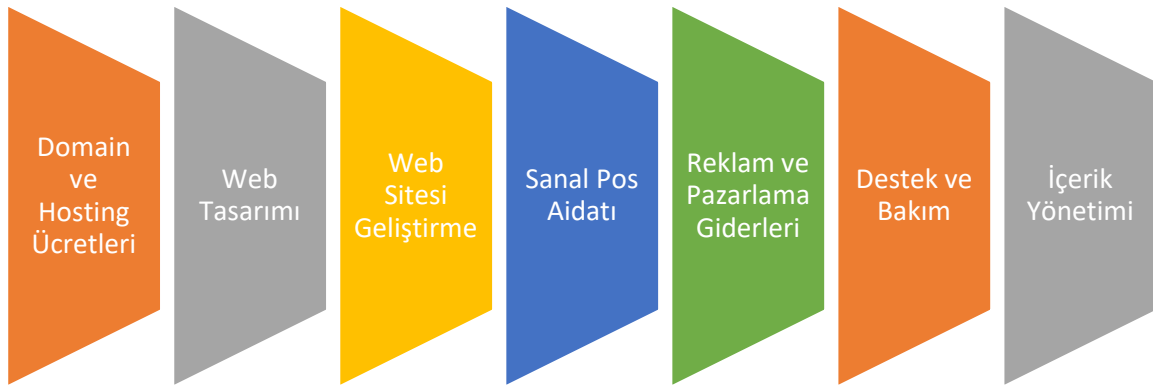 Domain
ve
Hosting
Ücretleri
Web
Tasarımı
Web
Sitesi
Geliştirme
Sanal Pos
Aidatı
Reklam ve
Pazarlama
Giderleri
Destek ve
Bakım
İçerik
Yönetimi